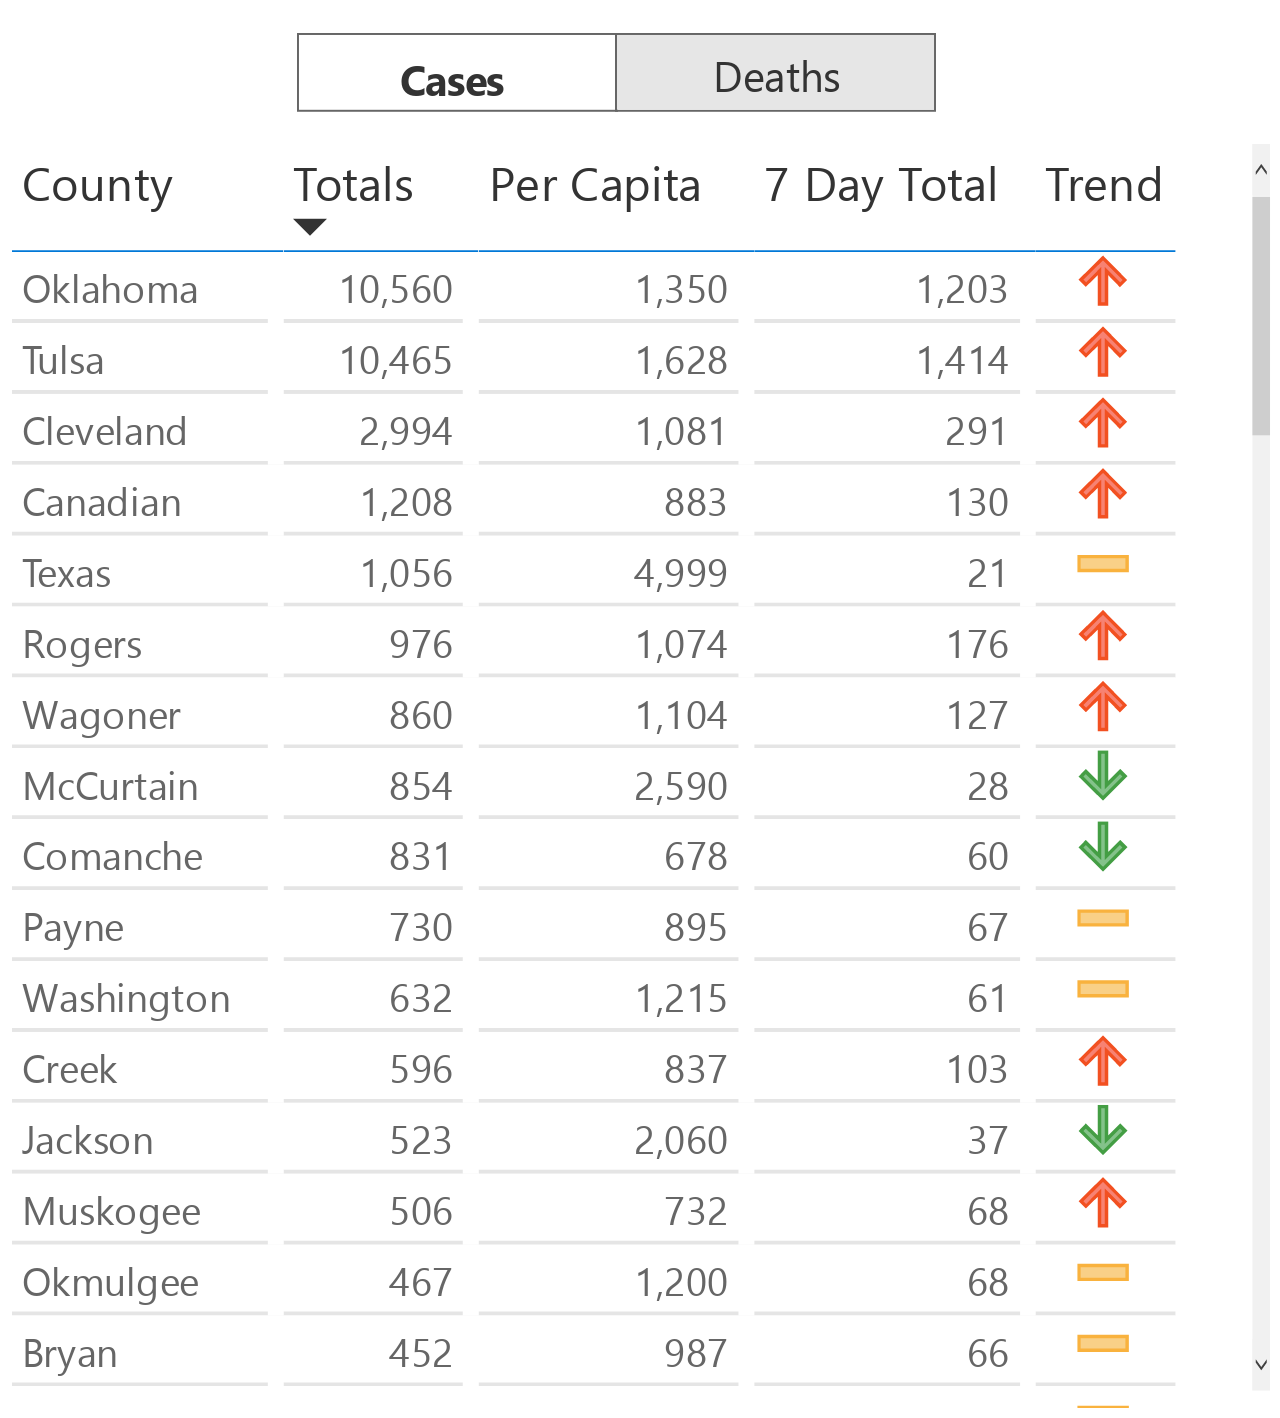 Cases Deaths
County Totals Per Capita 7 Day Total Trend
Oklahoma 10,560 1,350 1,203
Tulsa 10,465 1,628 1,414
Cleveland 2,994 1,081 291
Canadian 1,208 883 130
Texas 1,056 4,999 21
Rogers 976 1,074 176
Wagoner 860 1,104 127
McCurtain 854 2,590 28
Comanche 831 678 60
Payne 730 895 67
Washington 632 1,215 61
Creek 596 837 103
Jackson 523 2,060 37
Muskogee 506 732 68
Okmulgee 467 1,200 68
Bryan 452 987 66